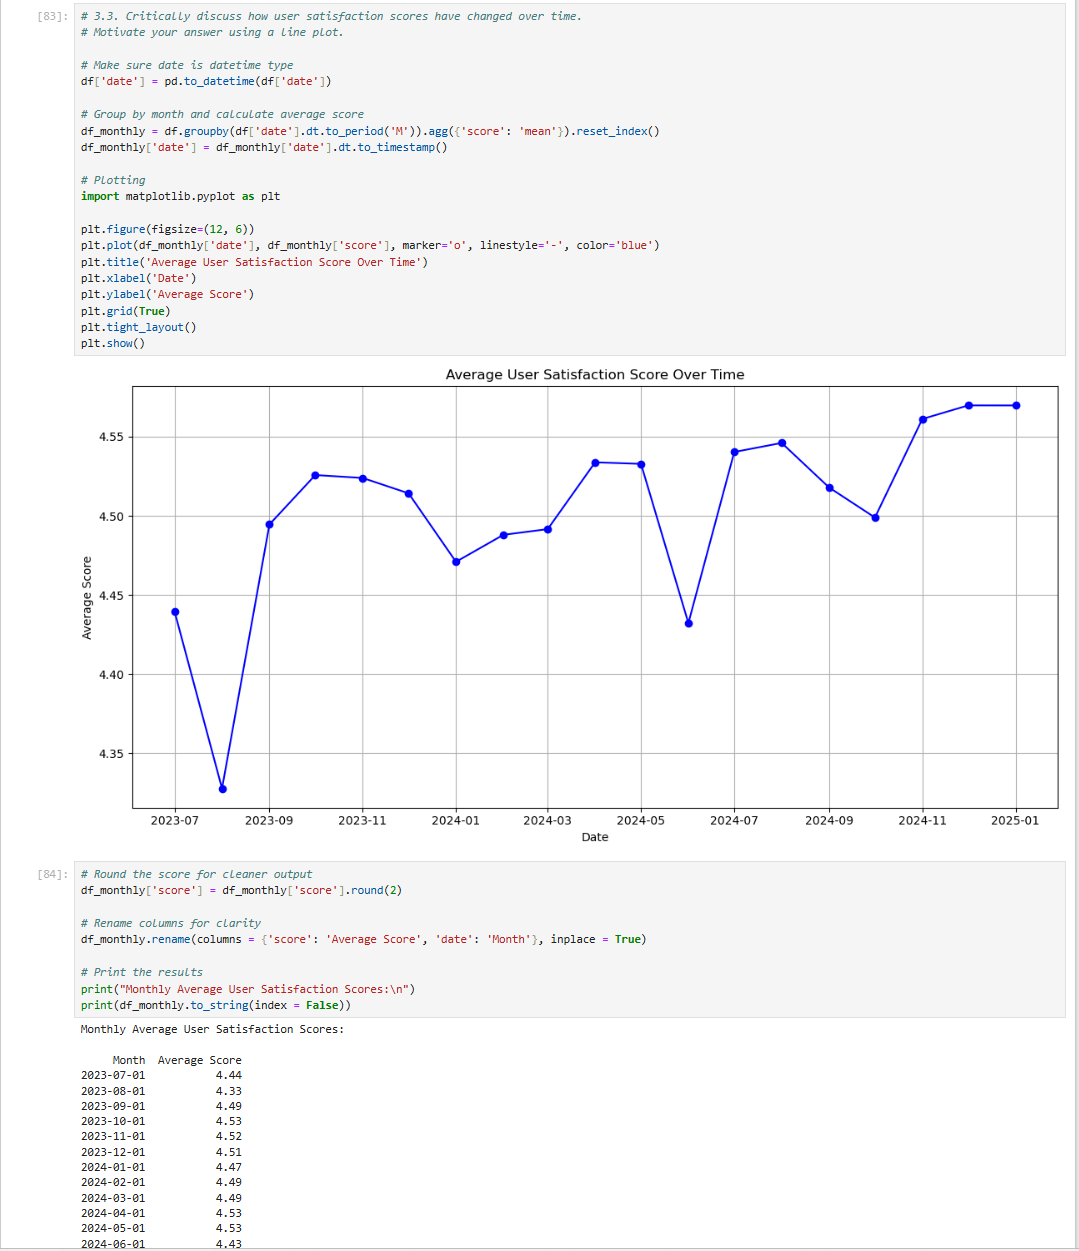 [83]:
# 3.3. Critically discuss how user satisfaction scores have changed over time.
# Motivate your answer using a line plot.
# Make sure date is datetime type
df['date'] = pd.to_datetime(df['date'])
# Group by month and calculate average score
df_monthly = df.groupby(df['date'].dt.to_period('M')).agg({'score': 'mean'}).reset_index()
df_monthly['date'] = df_monthly['date'].dt.to_timestamp()
# Plotting
import matplotlib.pyplot as plt
plt.figure(figsize=(12, 6))
plt.plot(df_monthly['date'], df_monthly['score'], marker='o', linestyle='-', color='blue')
plt.title('Average User Satisfaction Score Over Time')
plt.xlabel('Date')
plt.ylabel('Average Score')
plt.grid(True)
plt.tight_layout()
plt.show()
Average User Satisfaction Score Over Time
4.55
4.50
4.45
4.40
4.35
Average Score
2023-07 2023-09 2023-11 2024-01 2024-03 2024-05 2024-07 2024-09 2024-11 2025-01
Date
[84]:
# Round the score for cleaner output
df_monthly['score'] = df_monthly['score'].round(2)
# Rename columns for clarity
df_monthly.rename(columns = {'score': 'Average Score', 'date': 'Month'}, inplace = True)
# Print the results
print("Monthly Average User Satisfaction Scores:\n")
print(df_monthly.to_string(index = False))
Monthly Average User Satisfaction Scores:
Month Average Score
2023-07-01 4.44
2023-08-01 4.33
2023-09-01 4.49
2023-10-01 4.53
2023-11-01 4.52
2023-12-01 4.51
2024-01-01 4.47
2024-02-01 4.49
2024-03-01 4.49
2024-04-01 4.53
2024-05-01 4.53
2024-06-01 4.43